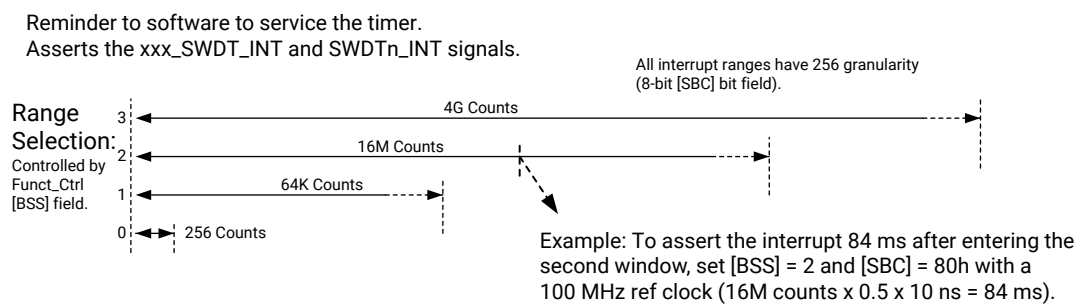 Reminder to software to service the timer.
Asserts the xxx_SWDT_INT and SWDTn_INT signals.
All interrupt ranges have 256 granularity
(8-bit [SBC] bit field).
Range
Selection:
Controlled by
Funct_Ctrl
[BSS] field.
3
4G Counts
2
16M Counts
1
64K Counts
0
256 Counts
Example: To assert the interrupt 84 ms after entering the
second window, set [BSS] = 2 and [SBC] = 80h with a
100 MHz ref clock (16M counts x 0.5 x 10 ns = 84 ms).